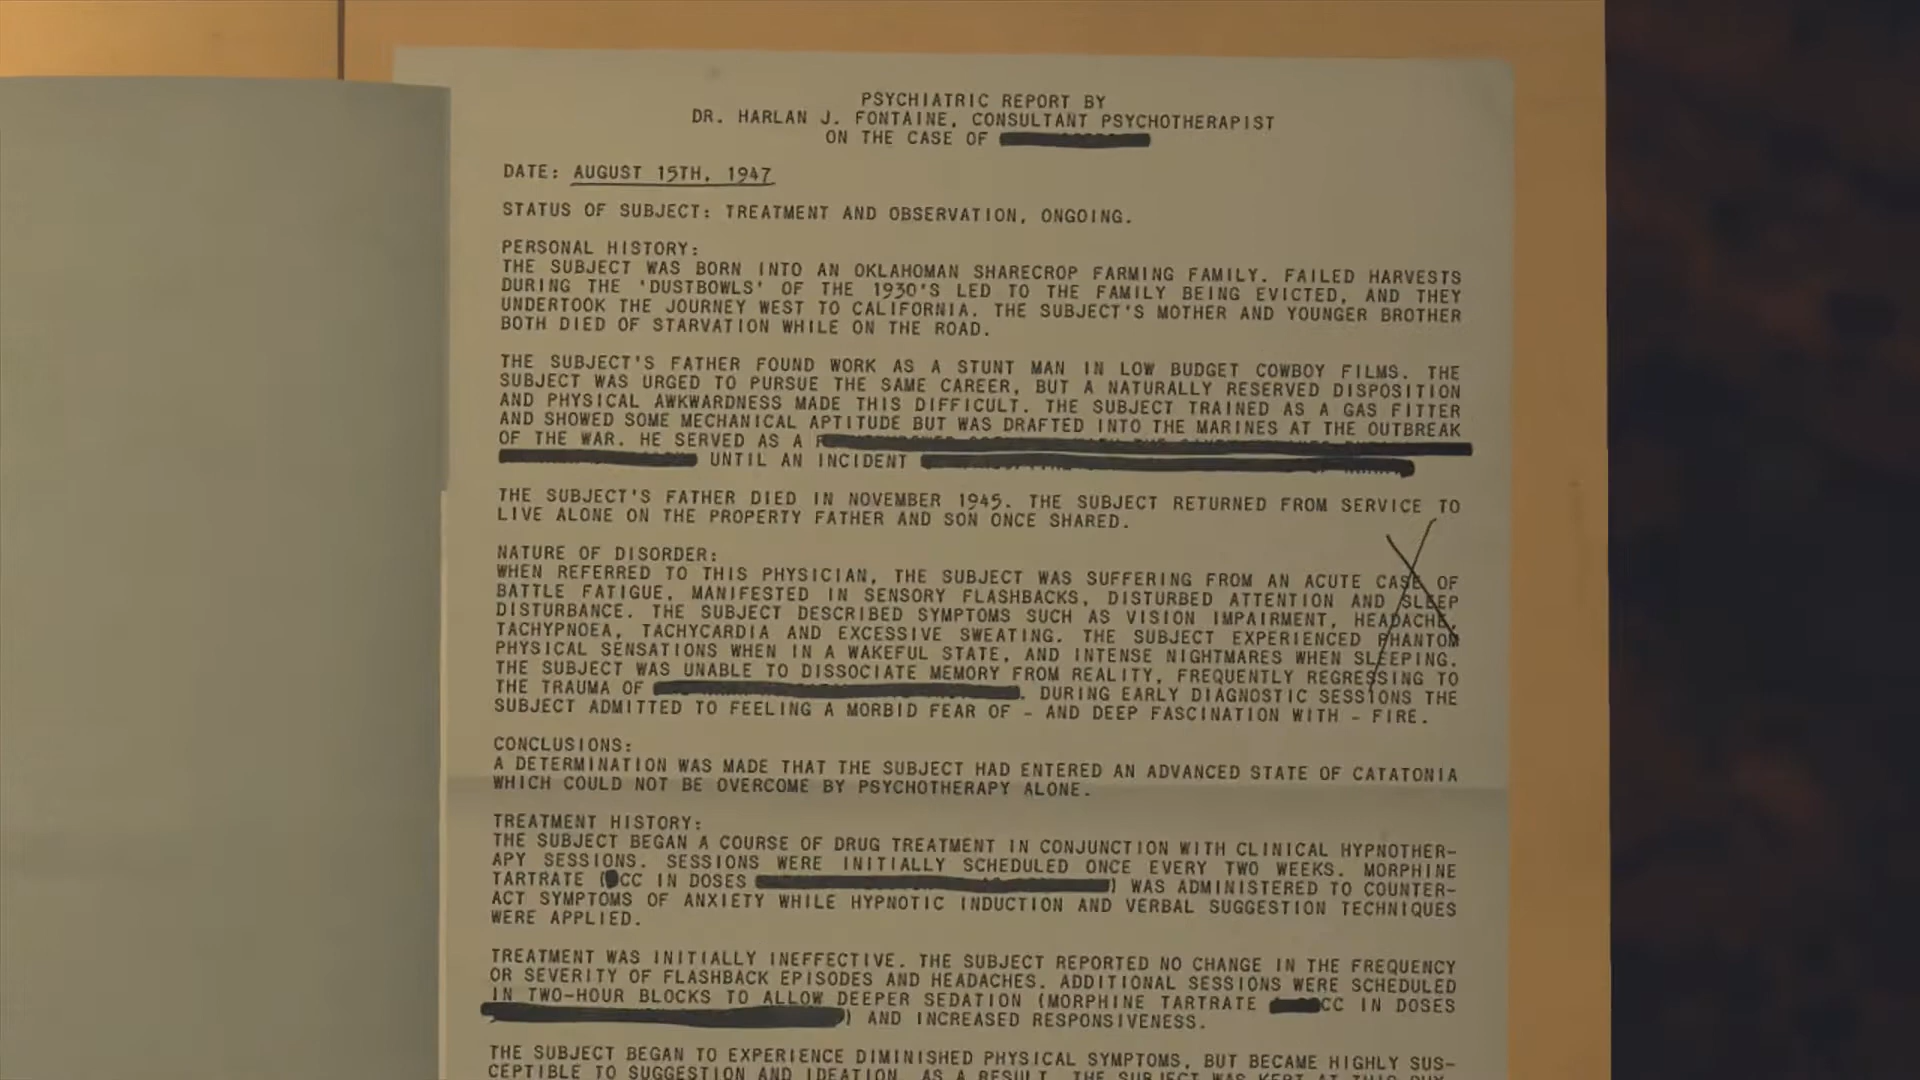 PSYCHIATRIC REPORT BY
DR. HARLAN J. FONTAINE, CONSULTANT PSYCHOTHERAPIST
ON THE CASE OF
DATE: AUGUST 15TH, 1947
STATUS OF SUBJECT: TREATMENT AND OBSERVATION, ONGOING.
PERSONAL HISTORY:
THE SUBJECT WAS BORN INTO AN OKLAHOMAN SHARECROP FARMING FAMILY. FAILED HARVESTS
DURING THE 'DUSTBOWLS' OF THE 1930'S LED TO THE FAMILY BEING EVICTED, AND THEY
UNDERTOOK THE JOURNEY WEST TO CALIFORNIA. THE SUBJECT'S MOTHER AND YOUNGER BROTHER
BOTH DIED OF STARVATION WHILE ON THE ROAD.
THE SUBJECT'S FATHER FOUND WORK AS A STUNT MAN IN LOW BUDGET COWBOY FILMS. THE
SUBJECT WAS URGED TO PURSUE THE SAME CAREER, BUT A NATURALLY RESERVED DISPOSITION
AND PHYSICAL AWKWARDNESS MADE THIS DIFFICULT. THE SUBJECT TRAINED AS A GAS FITTER
AND SHOWED SOME MECHANICAL APTITUDE BUT WAS DRAFTED INTO THE MARINES AT THE OUTBREAK
OF THE WAR. HE SERVED AS A
UNTIL AN INCIDENT
THE SUBJECT'S FATHER DIED IN NOVEMBER 1945. THE SUBJECT RETURNED FROM SERVICE TO
LIVE ALONE ON THE PROPERTY FATHER AND SON ONCE SHARED.
NATURE OF DISORDER:
WHEN REFERRED TO THIS PHYSICIAN, THE SUBJECT WAS SUFFERING FROM AN ACUTE CASE OF
BATTLE FATIGUE, MANIFESTED IN SENSORY FLASHBACKS, DISTURBED ATTENTION AND SLEEP
DISTURBANCE. THE SUBJECT DESCRIBED SYMPTOMS SUCH AS VISION IMPAIRMENT, HEADACHE,
TACHYPNOEA, TACHYCARDIA AND EXCESSIVE SWEATING. THE SUBJECT EXPERIENCED PHANTOM
PHYSICAL SENSATIONS WHEN IN A WAKEFUL STATE, AND INTENSE NIGHTMARES WHEN SLEEPING.
THE SUBJECT WAS UNABLE TO DISSOCIATE MEMORY FROM REALITY, FREQUENTLY REGRESSING TO
THE TRAUMA OF . DURING EARLY DIAGNOSTIC SESSIONS THE
SUBJECT ADMITTED TO FEELING A MORBID FEAR OF - AND DEEP FASCINATION WITH - FIRE.
CONCLUSIONS:
A DETERMINATION WAS MADE THAT THE SUBJECT HAD ENTERED AN ADVANCED STATE OF CATATONIA
WHICH COULD NOT BE OVERCOME BY PSYCHOTHERAPY ALONE.
TREATMENT HISTORY:
THE SUBJECT BEGAN A COURSE OF DRUG TREATMENT IN CONJUNCTION WITH CLINICAL HYPNOTHER-
APY SESSIONS. SESSIONS WERE INITIALLY SCHEDULED ONCE EVERY TWO WEEKS. MORPHINE
TARTRATE ( CC IN DOSES ) WAS ADMINISTERED TO COUNTER-
ACT SYMPTOMS OF ANXIETY WHILE HYPNOTIC INDUCTION AND VERBAL SUGGESTION TECHNIQUES
WERE APPLIED.
TREATMENT WAS INITIALLY INEFFECTIVE. THE SUBJECT REPORTED NO CHANGE IN THE FREQUENCY
OR SEVERITY OF FLASHBACK EPISODES AND HEADACHES. ADDITIONAL SESSIONS WERE SCHEDULED
IN TWO-HOUR BLOCKS TO ALLOW DEEPER SEDATION (MORPHINE TARTRATE CC IN DOSES
) AND INCREASED RESPONSIVENESS.
THE SUBJECT BEGAN TO EXPERIENCE DIMINISHED PHYSICAL SYMPTOMS, BUT BECAME HIGHLY SUS-
CEPTIBLE TO SUGGESTION AND IDEATION. AS A RESULT, THE SUBJECT WAS KEPT AT THIS